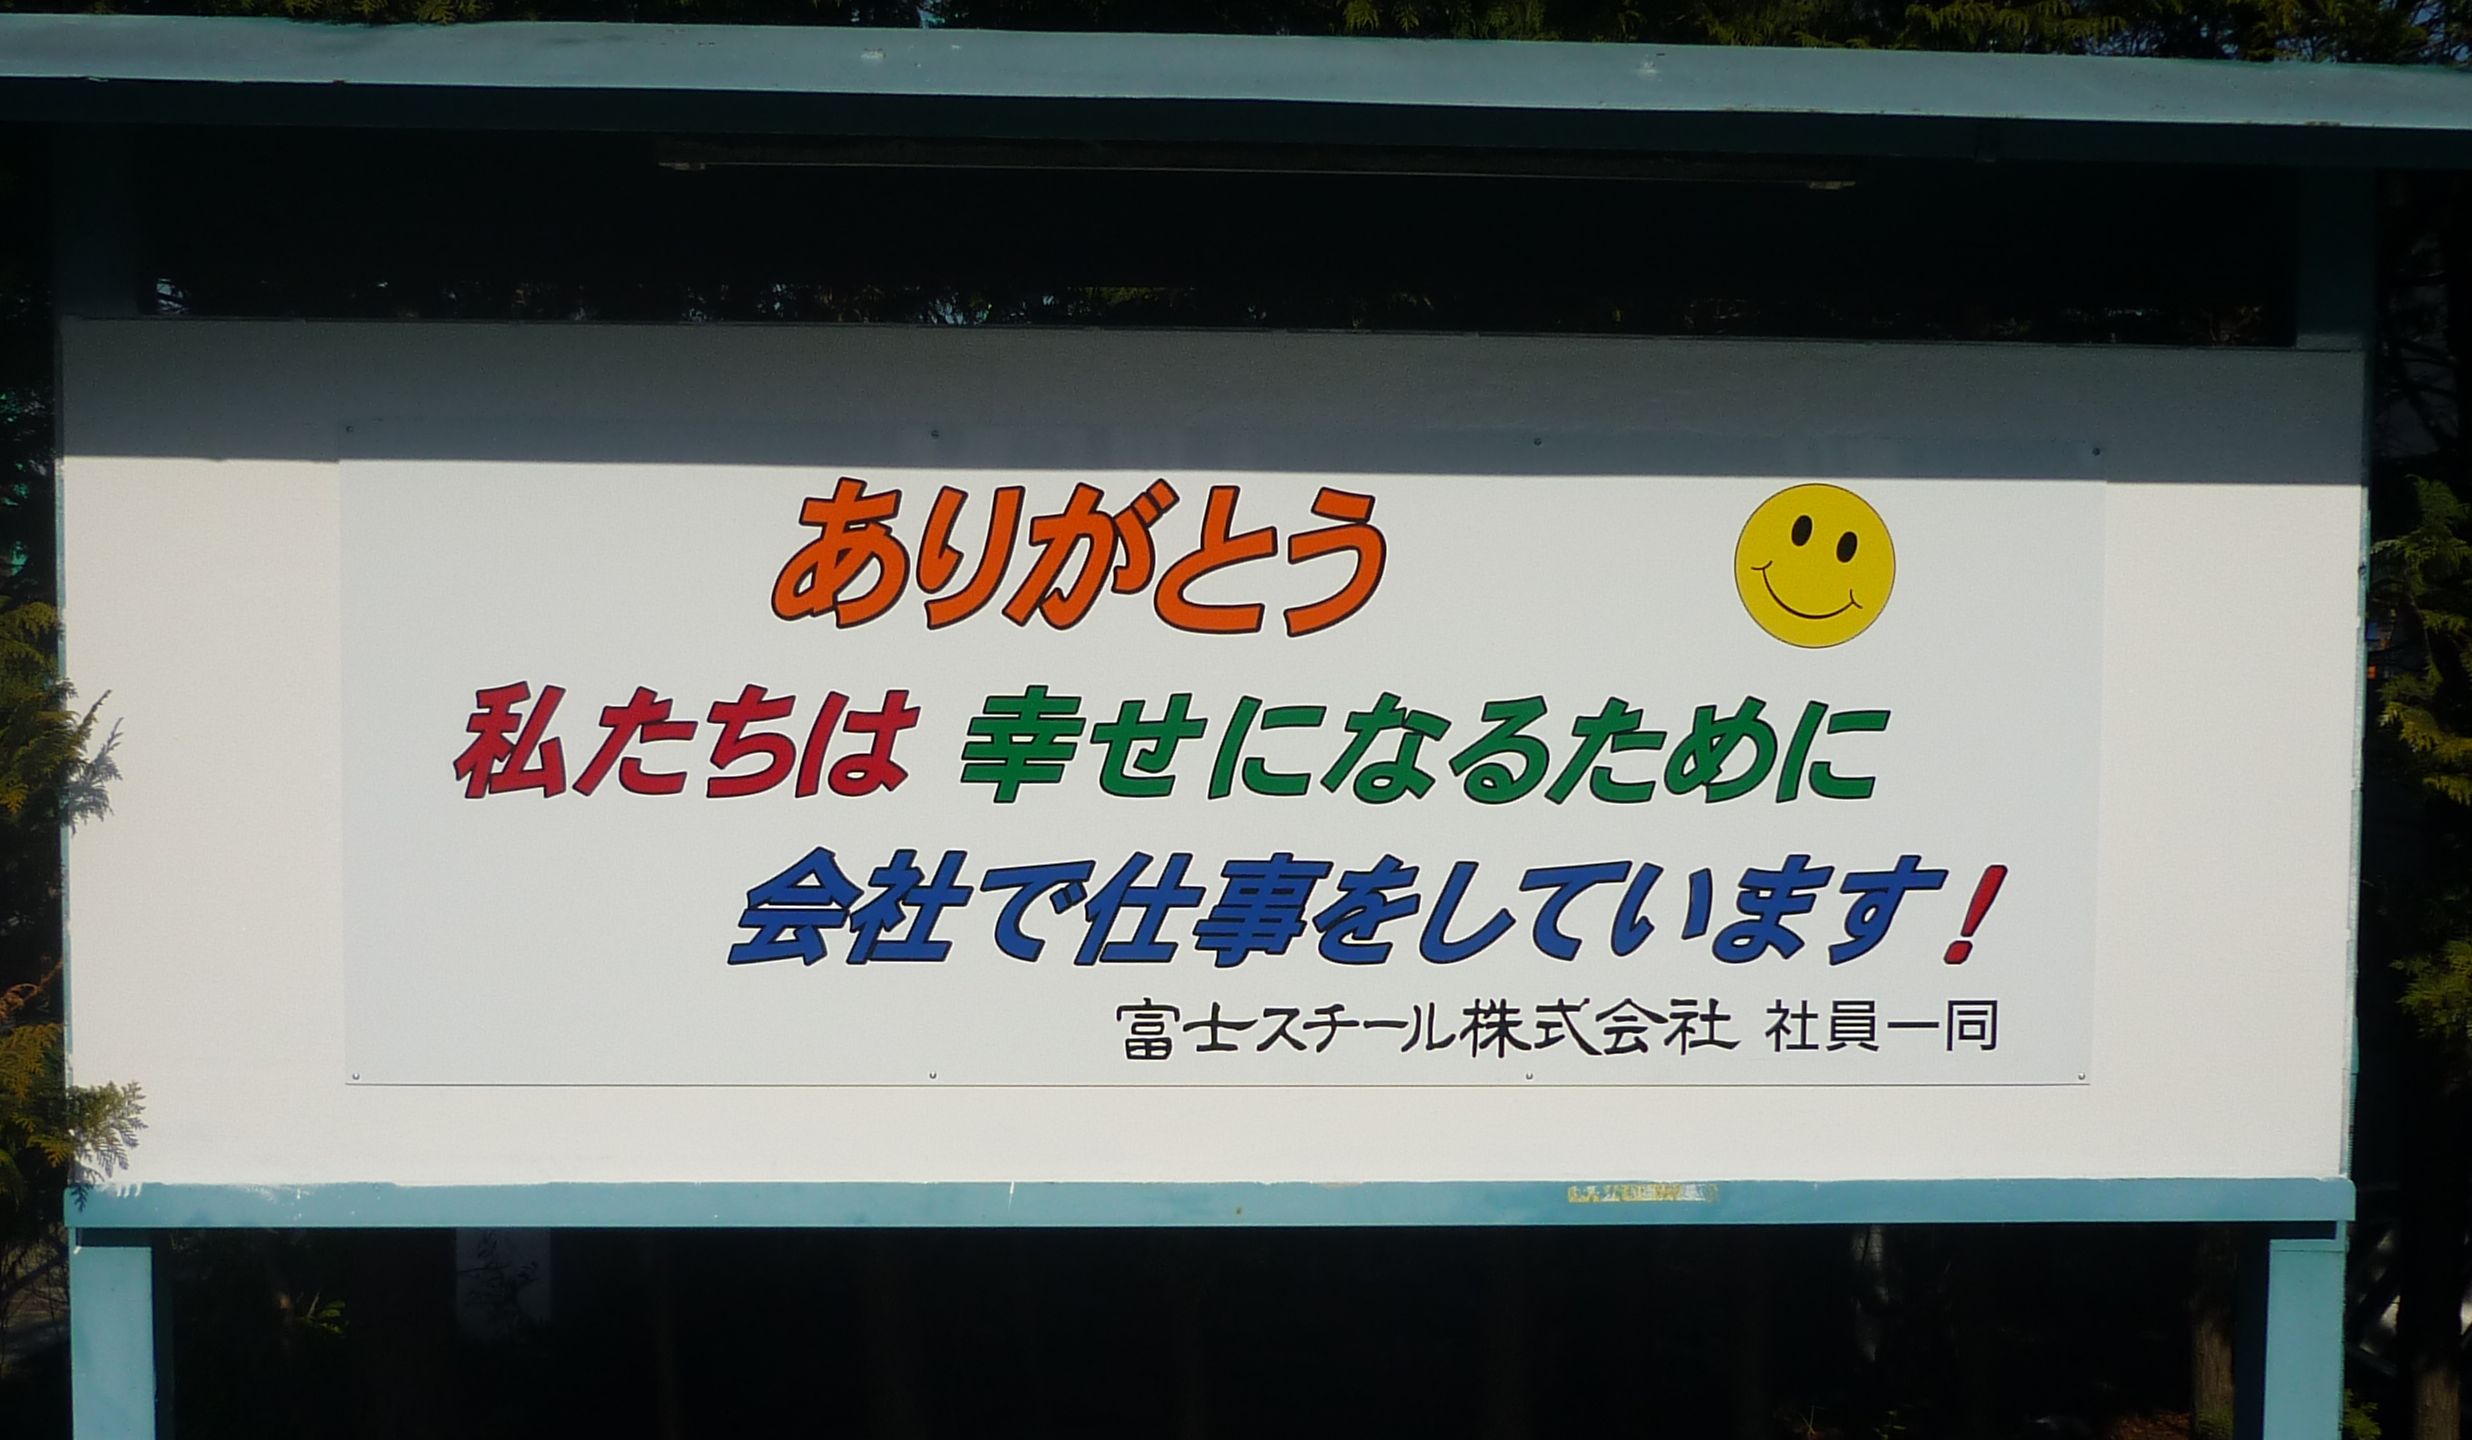 ありがとう
私たちは 幸せになるために
会社で仕事をしています!
富士スチール株式会社 社員一同